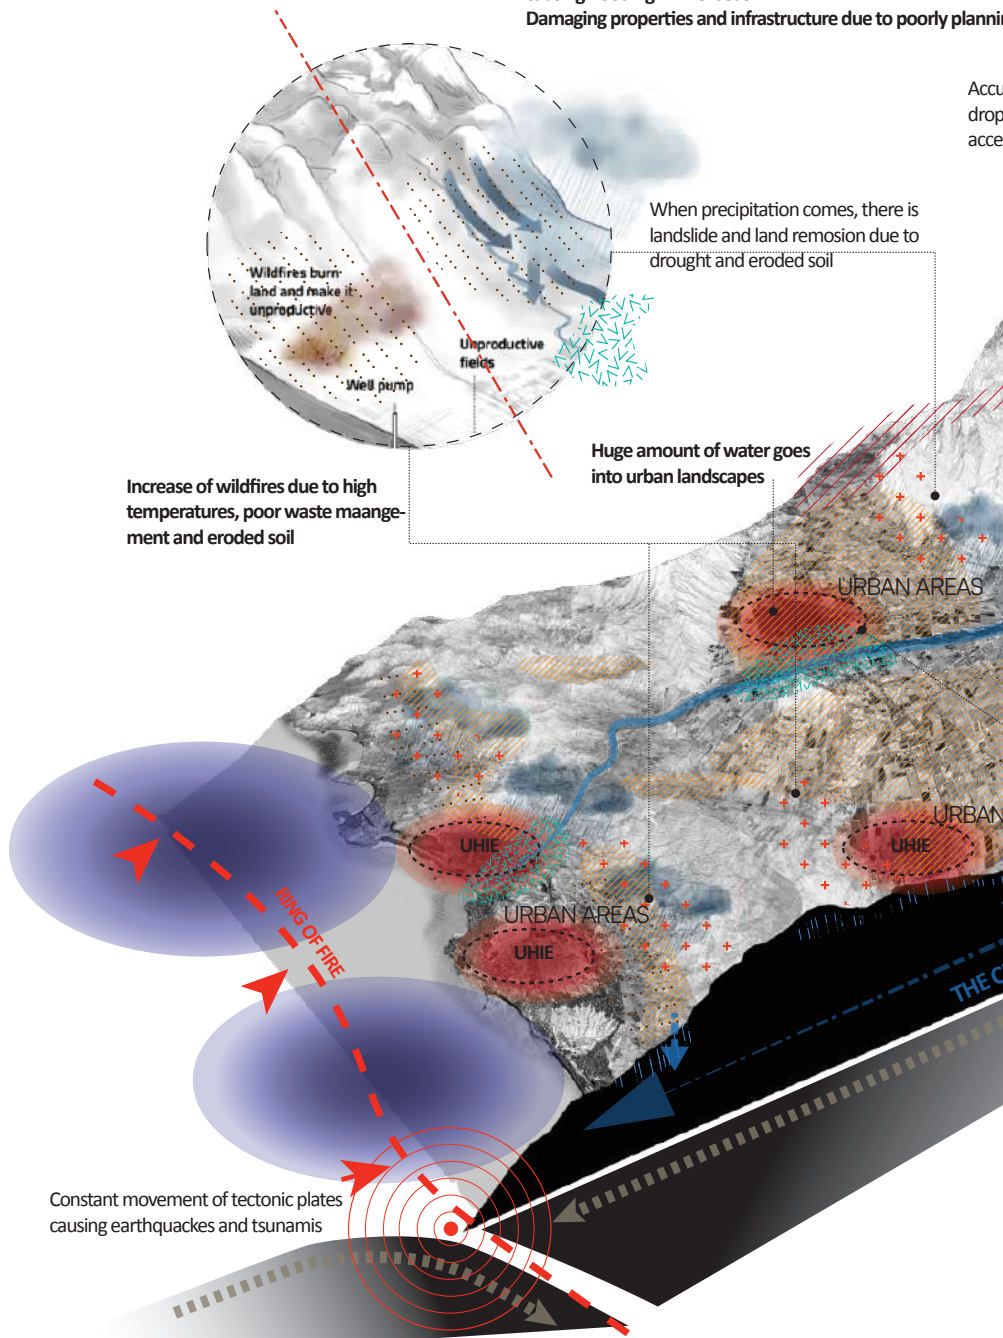 Damaging properties and infrastructure due to poorly plannin
Accu
drop
acce
When precipitation comes, there is
landslide and land remosion due to
drought and eroded soil
Wildfires burn
land and make it
unproductive
Unproductive
fields
Well pump
Huge amount of water goes
into urban landscapes
Increase of wildfires due to high
temperatures, poor waste maange-
ment and eroded soil
URBAN AREAS
URBAN
UHIE
UHIE
URBAN AREAS
UHIE
RING OF FIRE
THE C
Constant movement of tectonic plates
causing earthquackes and tsunamis